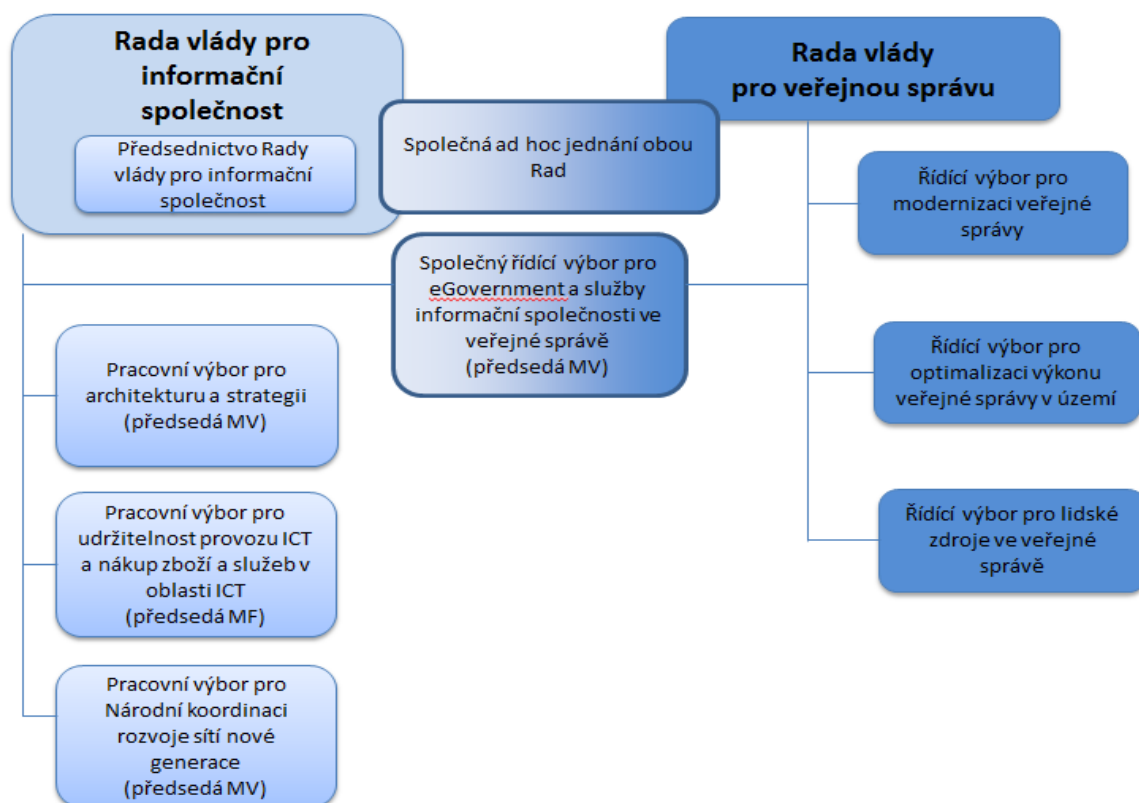 Rada vlády pro
informační
společnost
Předsednictvo Rady
vlády pro informační
společnost
Rada vlády
pro veřejnou správu
Společná ad hoc jednání obou
Rad
Společný řídící výbor pro
eGovernment a služby
informační společnosti ve
veřejné správě
(předsedá MV)
Pracovní výbor pro
architekturu a strategii
(předsedá MV)
Pracovní výbor pro
udržitelnost provozu ICT
a nákup zboží a služeb v
oblasti ICT
(předsedá MF)
Pracovní výbor pro
Národní koordinaci
rozvoje sítí nové
generace
(předsedá MV)
Řídící výbor pro
modernizaci veřejné
správy
Řídící výbor pro
optimalizaci výkonu
veřejné správy v území
Řídící výbor pro lidské
zdroje ve veřejné
správě